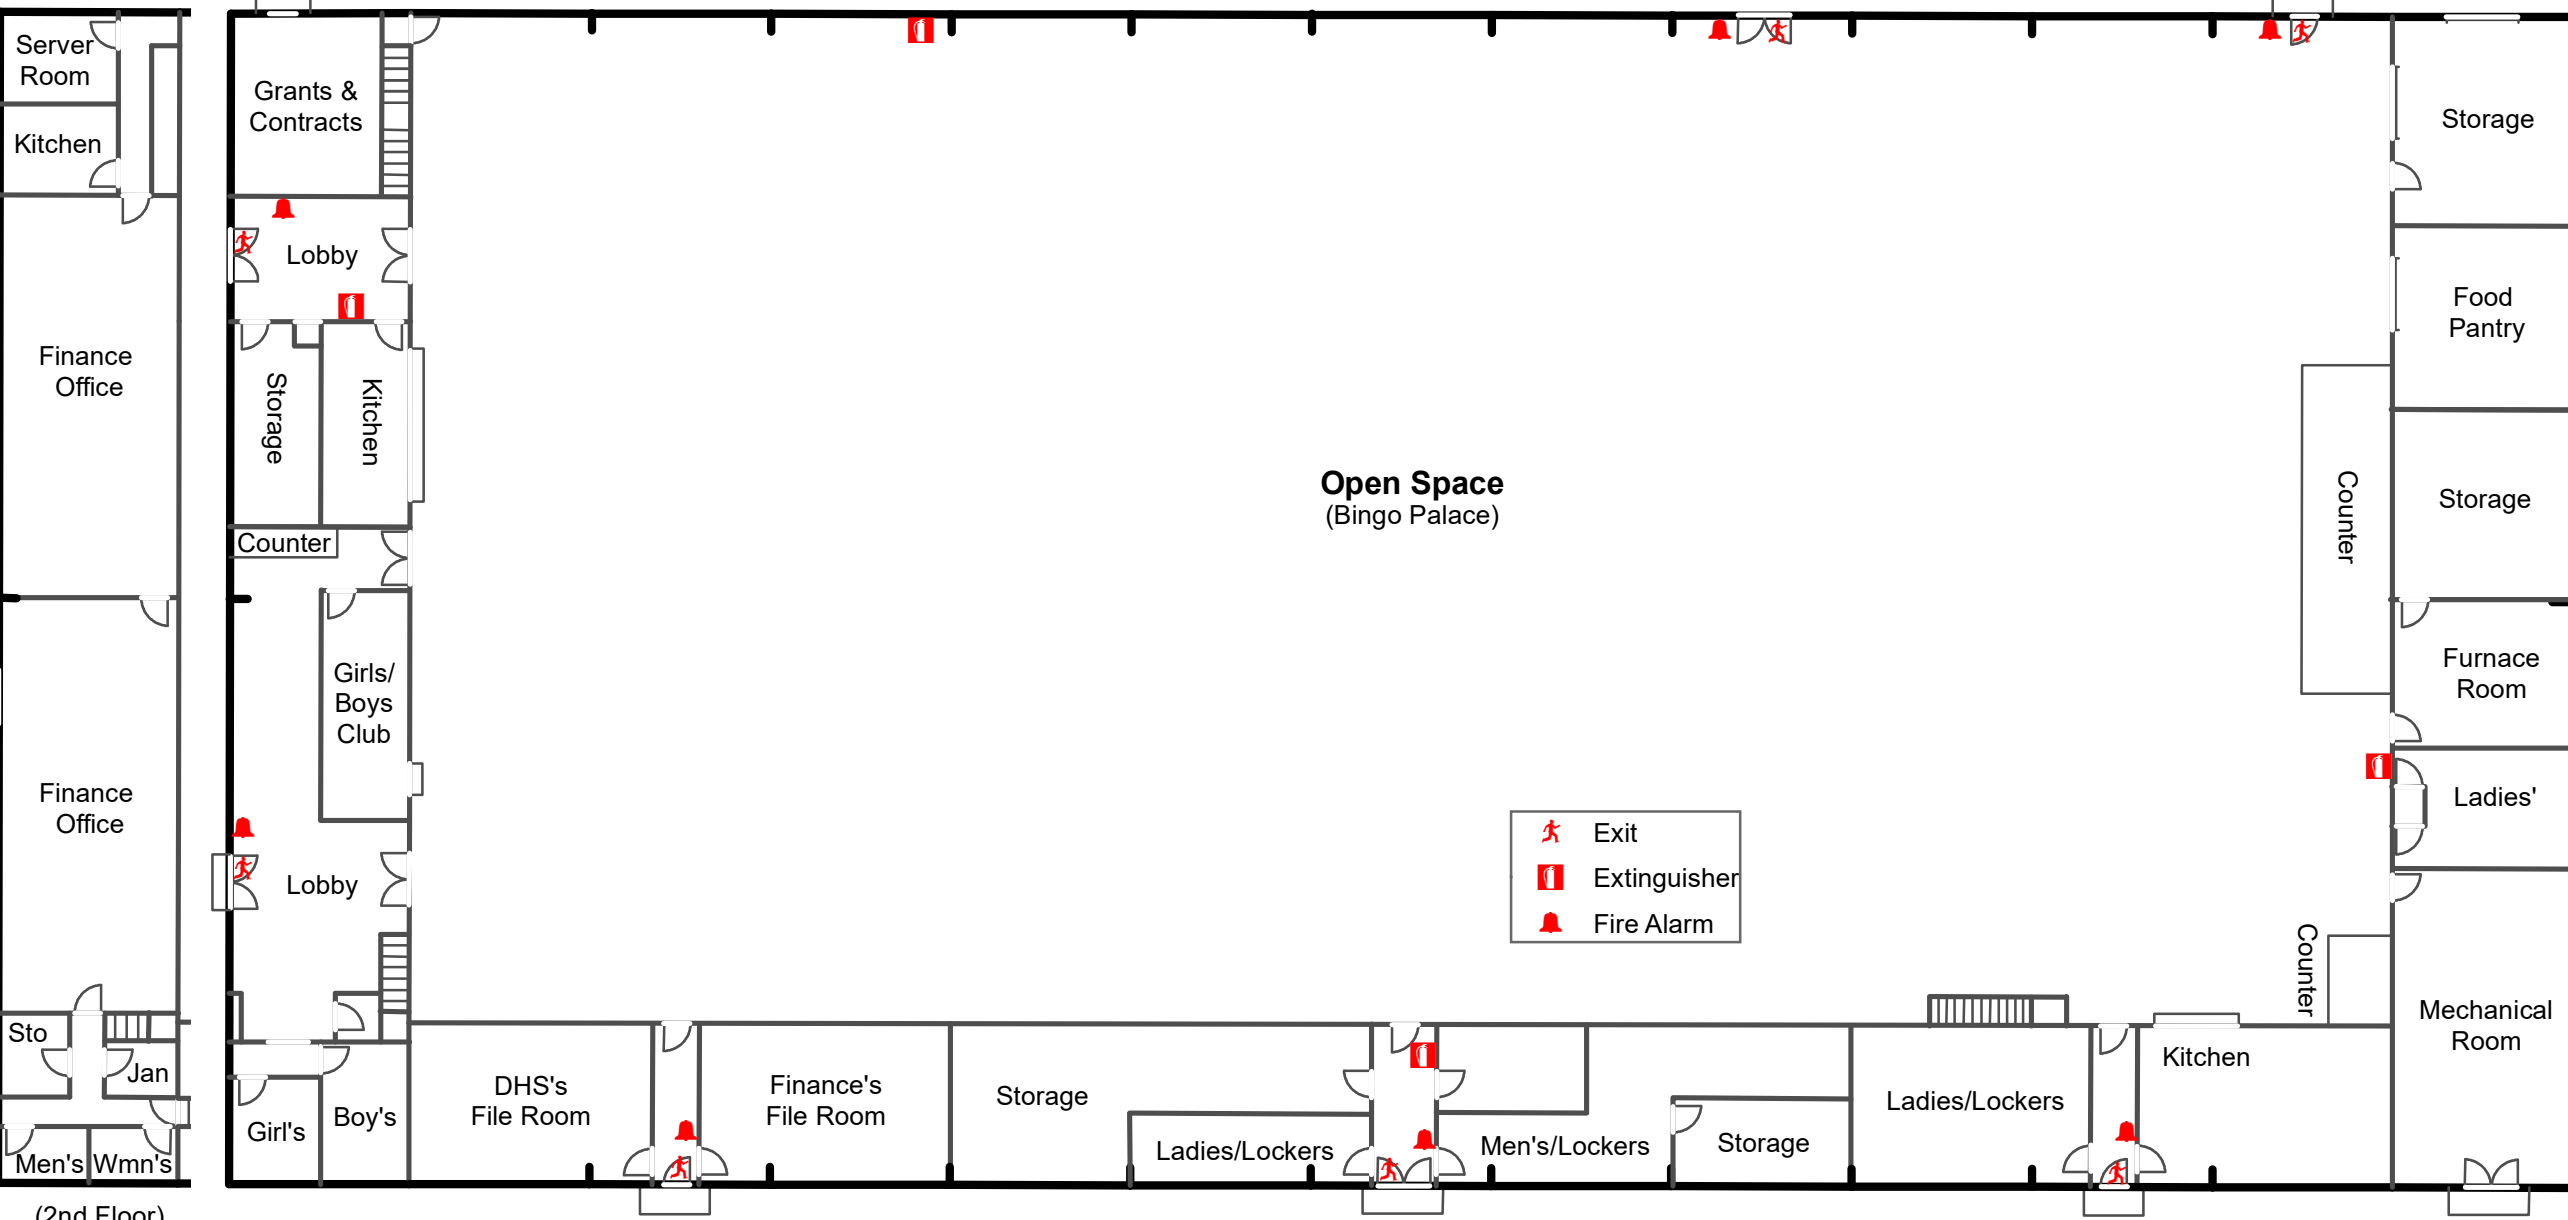 Server
Room
Kitchen
Finance
Office
Finance
Office
Sto
Jan
Men's
Wmn's
(2nd Floor)
Grants &
Contracts
Lobby
Storage
Kitchen
Counter
Girls/
Boys
Club
Lobby
Girl's
Boy's
Open Space
(Bingo Palace)
Exit
Extinguisher
Fire Alarm
DHS's
File Room
Finance's
File Room
Storage
Ladies/Lockers
Men's/Lockers
Storage
Ladies/Lockers
Kitchen
Counter
Counter
Storage
Food
Pantry
Storage
Furnace
Room
Ladies'
Mechanical
Room